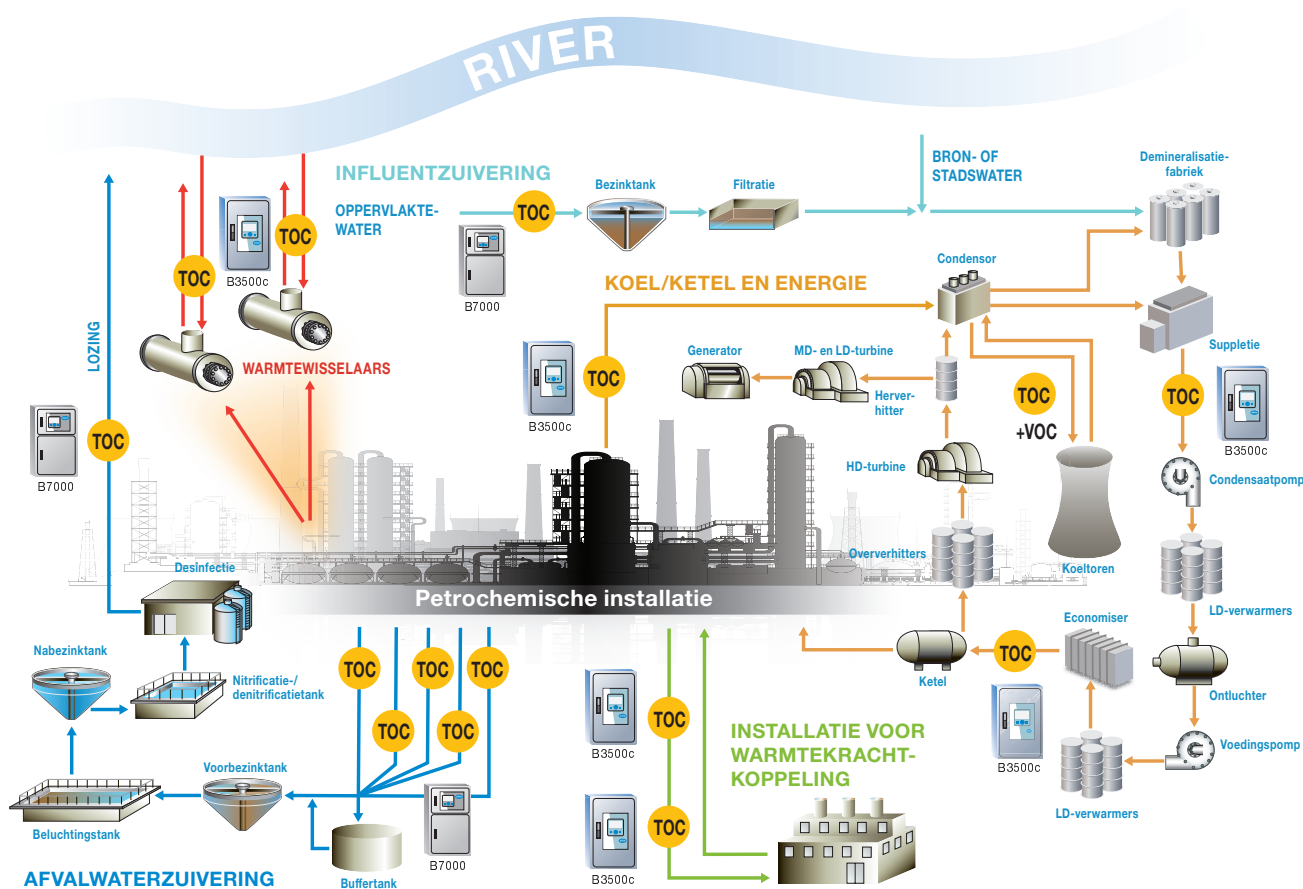 RIVER
INFLUENTZUIVERING
OPPERVLAKTE-
WATER
TOC
B7000
Bezinktank
Filtratie
BRON- OF
STADSWATER
Demineralisatie-
fabriek
TOC
B3500c
TOC
WARMTEWISSELAARS
LOZING
B7000
TOC
KOEL/KETEL EN ENERGIE
Condensor
B3500c
TOC
Generator
MD- en LD-turbine
Herver-
hitter
HD-turbine
TOC
+VOC
Koeltoren
Suppletie
TOC
B3500c
Condensaatpomp
LD-verwarmers
Ontluchter
Voedingspomp
LD-verwarmers
Economiser
B3500c
TOC
Ketel
Oververhitters
Petrochemische installatie
Desinfectie
Nabezinktank
Nitrificatie-/
denitrificatietank
Voorbezinktank
Beluchtingstank
AFVALWATERZUIVERING
TOC
TOC
TOC
TOC
TOC
B7000
Buffertank
B3500c
TOC
B3500c
TOC
INSTALLATIE VOOR
WARMTEKRACHT-
KOPPELING